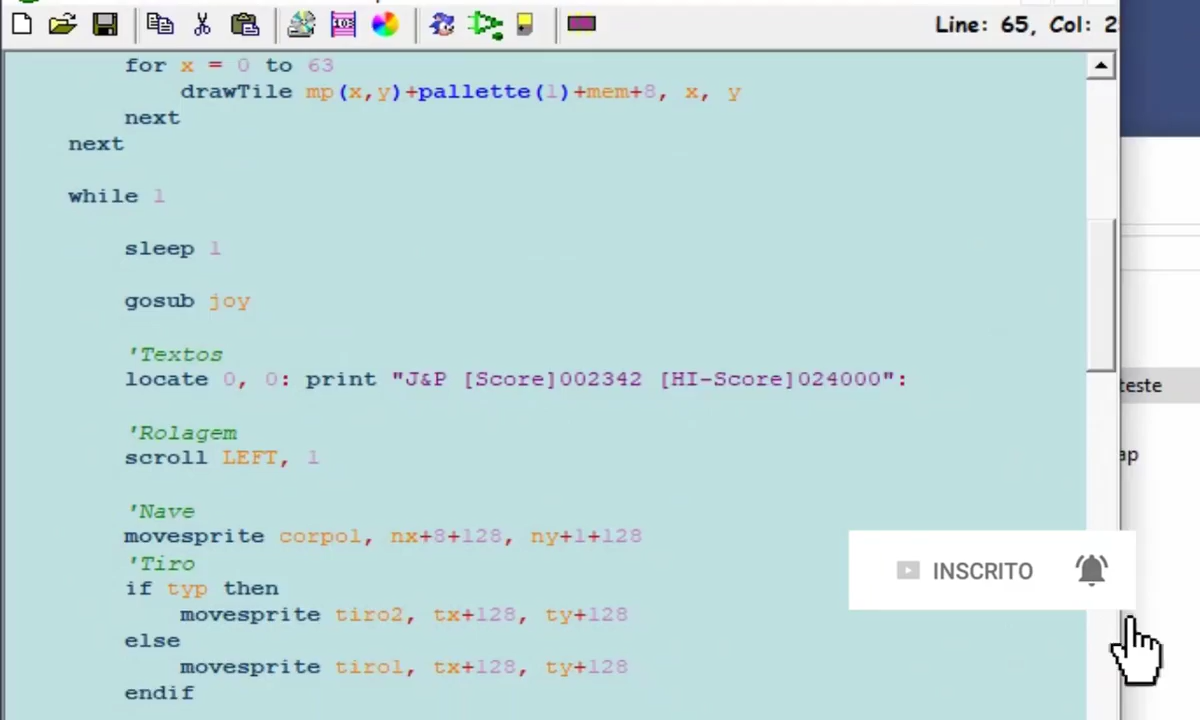 Line: 65, Col: 2
for x = 0 to 63
drawTile mp(x,y)+pallette(1)+mem+8, x, y
next
next
while 1
sleep 1
gosub joy
'Textos
locate 0, 0: print "J&P [Score]002342 [HI-Score]024000":
'Rolagem
scroll LEFT, 1
'Nave
movesprite corpo1, nx+8+128, ny+1+128
'Tiro
if typ then
movesprite tiro2, tx+128, ty+128
else
movesprite tiro1, tx+128, ty+128
endif
teste
ap
INSCRITO